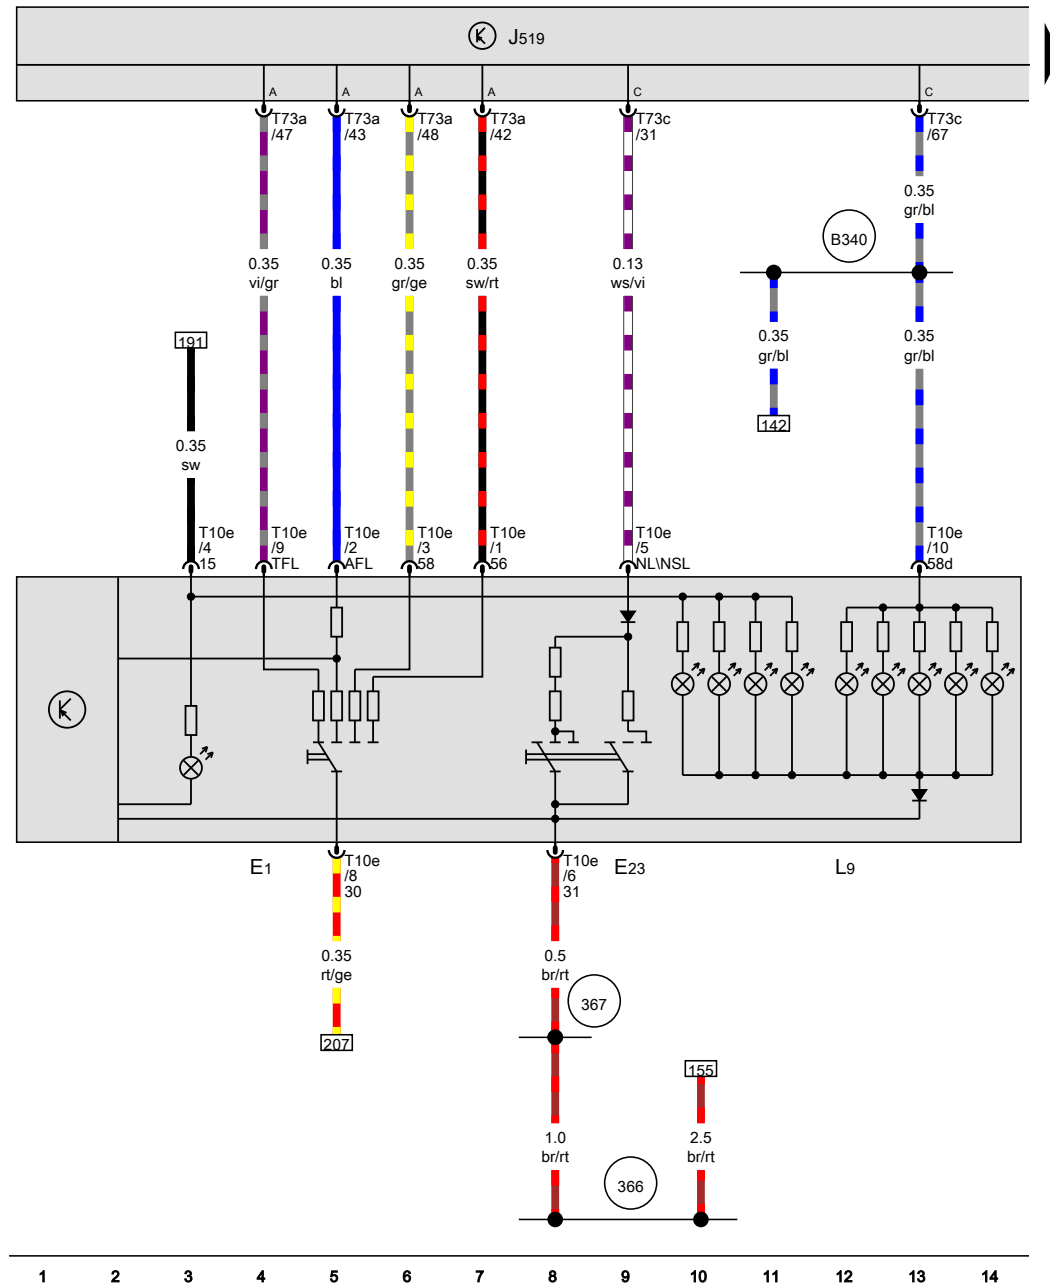 J519
A A A A C C
T73a T73a T73a T73a T73c T73c
/47 /43 /48 /42 /31 /67
0.35
gr/bl
B340
0.35 0.35 0.35 0.35 0.13
vi/gr bl gr/ge sw/rt ws/vi
191
0.35 0.35
gr/bl gr/bl
142
0.35
sw
T10e T10e T10e T10e T10e T10e T10e
/4 /9 /2 /3 /1 /5 /10
15 TFL AFL 58 56 NL\NSL 58d
E1 E23 L9
T10e T10e
/8 /6
30 31
0.35 0.5
rt/ge br/rt
367
207
155
1.0 2.5
br/rt br/rt
366
1 2 3 4 5 6 7 8 9 10 11 12 13 14